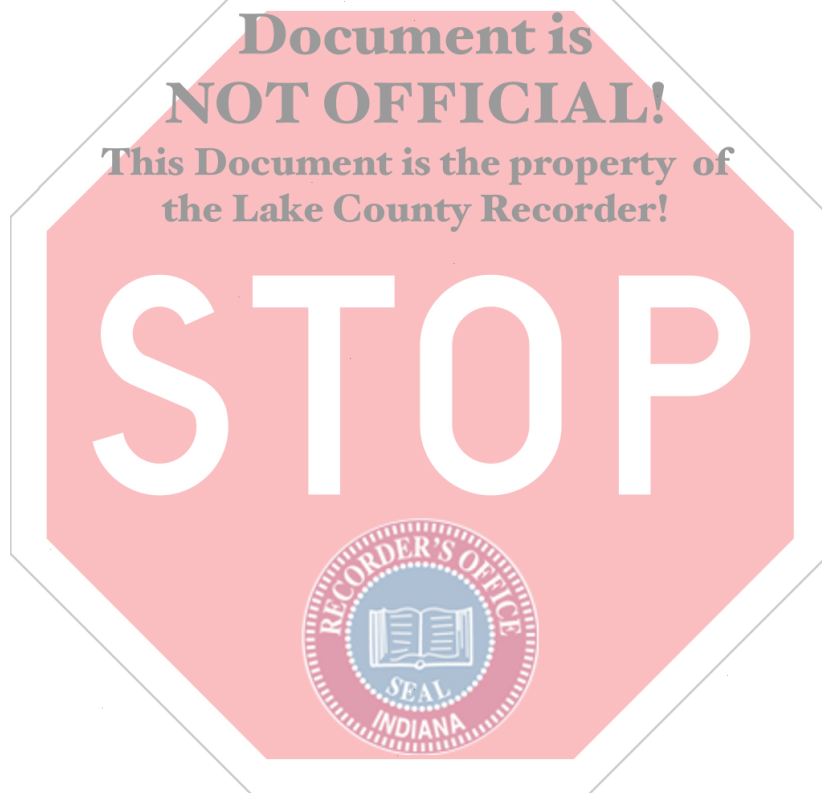 Document is
NOT OFFICIAL!
This Document is the property of
the Lake County Recorder!
STOP
RECORDER'S OFFICE
SEAL
INDIANA